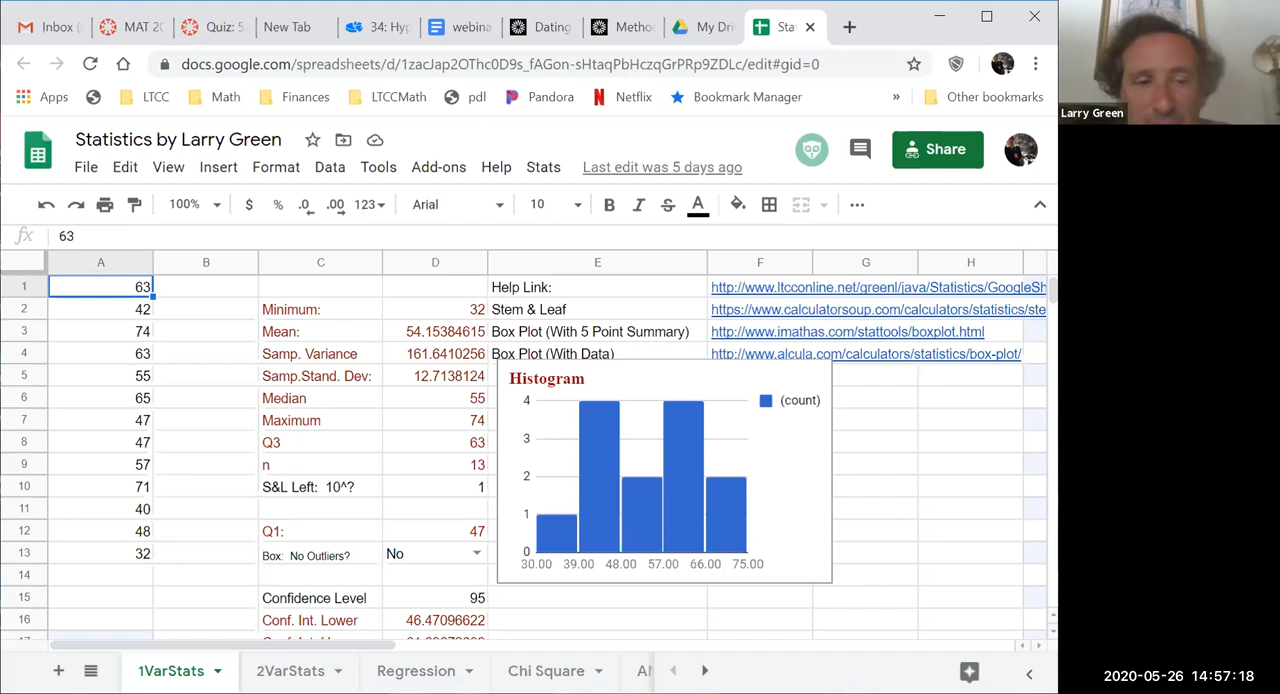 Inbox (
MAT 20
Quiz: 5
New Tab
34: Hyp
webina
Dating
Metho
My Dri
Sta
docs.google.com/spreadsheets/d/1zacJap2OThc0D9s_fAGon-sHtaqPbHczqGrPRp9ZDLc/edit#gid=0
Apps
LTCC
Math
Finances
LTCCMath
pdl
Pandora
Netflix
Bookmark Manager
»
Other bookmarks
Larry Green
Statistics by Larry Green
File Edit View Insert Format Data Tools Add-ons Help Stats Last edit was 5 days ago
Share
100% $ % .0 .00 123 Arial 10 B I S A
fx 63
A B C D E F G H
1 63 Help Link: http://www.ltcconline.net/greenl/java/Statistics/GoogleSh
2 42 Minimum: 32 Stem & Leaf https://www.calculatorsoup.com/calculators/statistics/ste
3 74 Mean: 54.15384615 Box Plot (With 5 Point Summary) http://www.imathas.com/stattools/boxplot.html
4 63 Samp. Variance 161.6410256 Box Plot (With Data) http://www.alcula.com/calculators/statistics/box-plot/
5 55 Samp.Stand. Dev: 12.7138124
6 65 Median 55
7 47 Maximum 74
8 47 Q3 63
9 57 n 13
10 71 S&L Left: 10^? 1
11 40
12 48 Q1: 47
13 32 Box: No Outliers? No
14
15 Confidence Level 95
16 Conf. Int. Lower 46.47096622
Histogram
(count)
4
3
2
1
0
30.00 39.00 48.00 57.00 66.00 75.00
1VarStats
2VarStats
Regression
Chi Square
2020-05-26 14:57:18